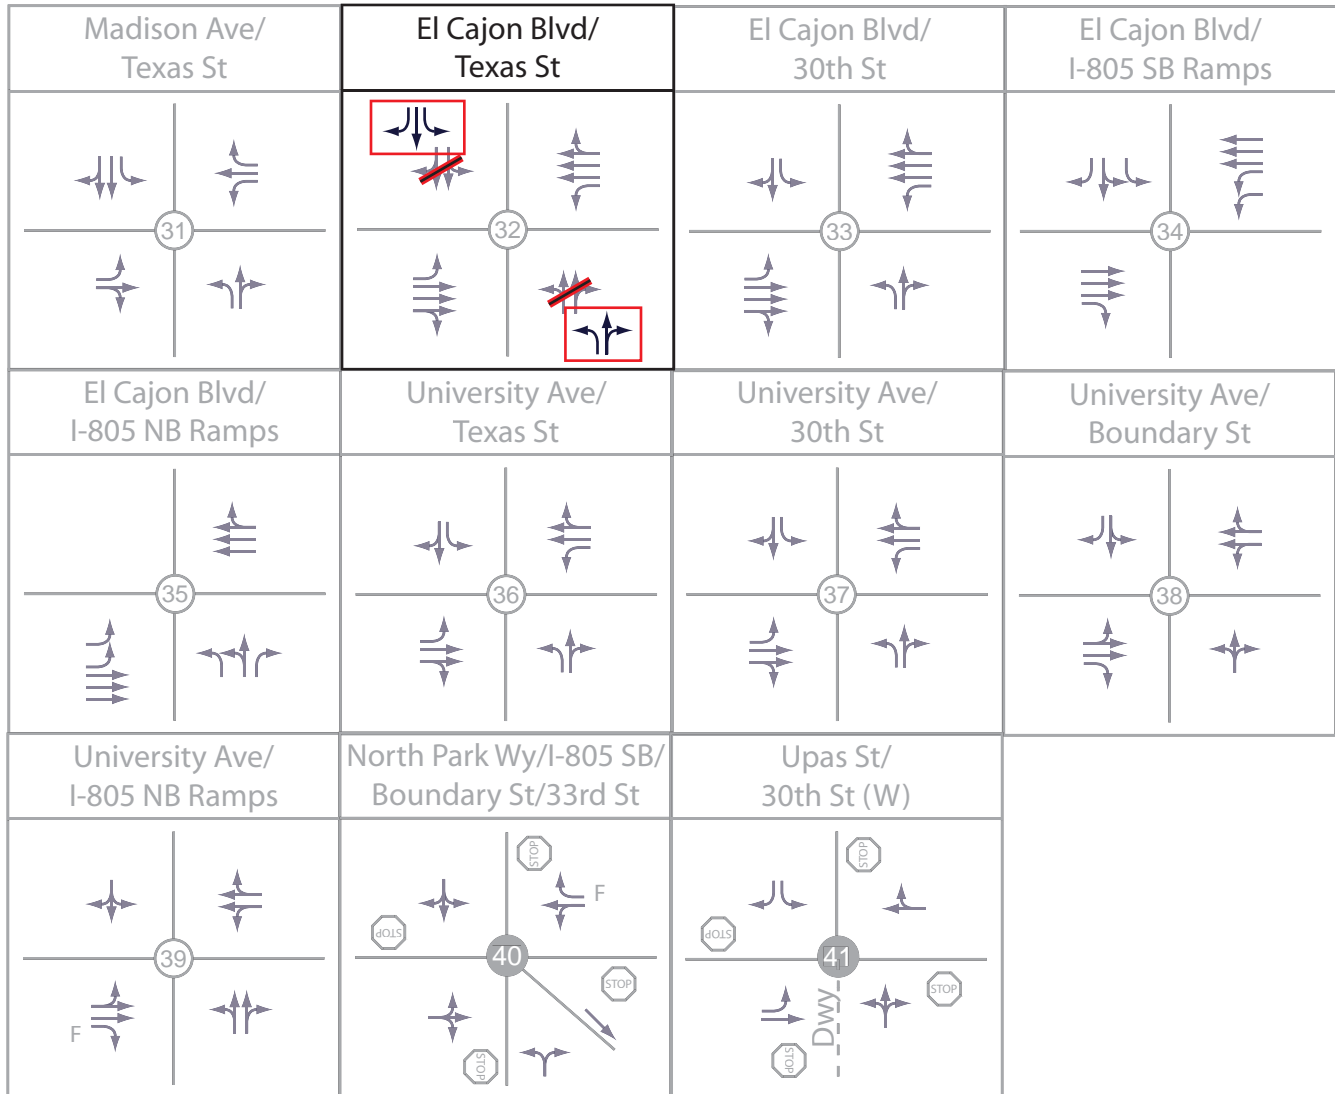 Madison Ave/
Texas St
El Cajon Blvd/
Texas St
El Cajon Blvd/
30th St
El Cajon Blvd/
I-805 SB Ramps
31
32
33
34
El Cajon Blvd/
I-805 NB Ramps
University Ave/
Texas St
University Ave/
30th St
University Ave/
Boundary St
35
36
37
38
University Ave/
I-805 NB Ramps
North Park Wy/I-805 SB/
Boundary St/33rd St
Upas St/
30th St (W)
39
F
STOP
F
STOP
40
STOP
STOP
STOP
STOP
41
STOP
Dwy
STOP